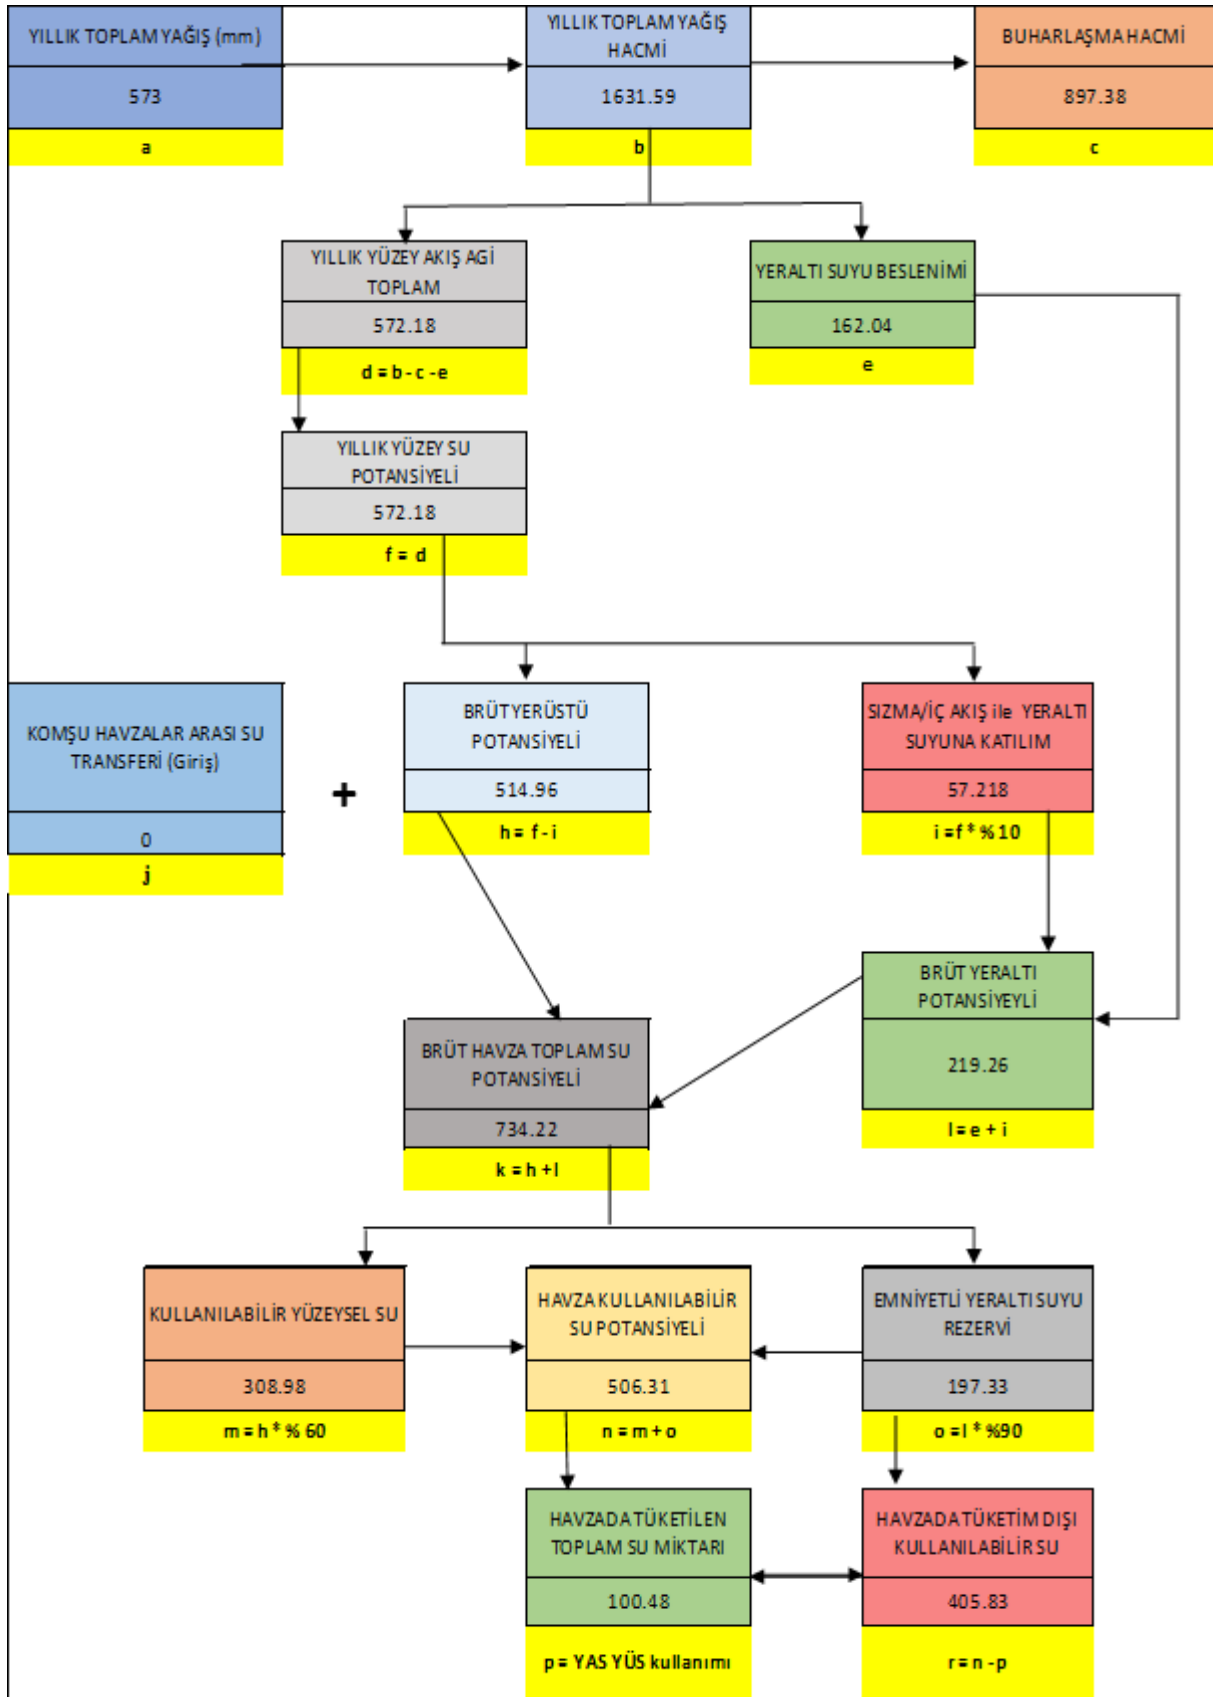 YILLIK TOPLAM YAĞIŞ (mm)
573
a
YILLIK TOPLAM YAĞIŞ
HACMİ
1631.59
b
BUHARLAŞMA HACMİ
897.38
c
YILLIK YÜZEY AKIŞ AGİ
TOPLAM
572.18
d = b - c - e
YERALTI SUYU BESLENİMİ
162.04
e
YILLIK YÜZEY SU
POTANSİYELİ
572.18
f = d
KOMŞU HAVZALAR ARASI SU
TRANSFERİ (Giriş)
0
j
+
BRÜT YERÜSTÜ
POTANSİYELİ
514.96
h = f - i
SIZMA/İÇ AKIŞ ile YERALTI
SUYUNA KATILIM
57.218
i = f * % 10
BRÜT YERALTI
POTANSİYEYLİ
219.26
l = e + i
BRÜT HAVZA TOPLAM SU
POTANSİYELİ
734.22
k = h + l
KULLANILABİLİR YÜZEYSEL SU
308.98
m = h * % 60
HAVZA KULLANILABİLİR
SU POTANSİYELİ
506.31
n = m + o
EMNİYETLİ YERALTI SUYU
REZERVİ
197.33
o = l * %90
HAVZADA TÜKETİLEN
TOPLAM SU MİKTARI
100.48
p = YAS YÜS kullanımı
HAVZADA TÜKETİM DIŞI
KULLANILABİLİR SU
405.83
r = n - p